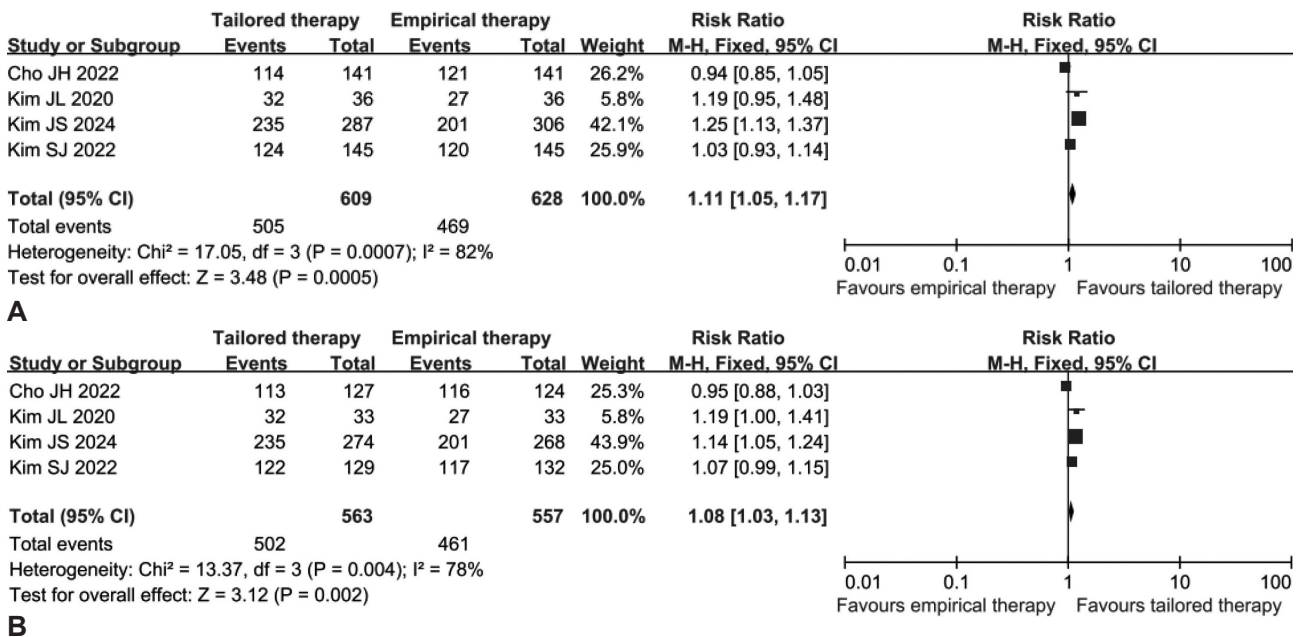 Tailored therapy Empirical therapy Risk Ratio Risk Ratio
Study or Subgroup Events Total Events Total Weight M-H, Fixed, 95% CI M-H, Fixed, 95% CI
Cho JH 2022 114 141 121 141 26.2% 0.94 [0.85, 1.05]
Kim JL 2020 32 36 27 36 5.8% 1.19 [0.95, 1.48]
Kim JS 2024 235 287 201 306 42.1% 1.25 [1.13, 1.37]
Kim SJ 2022 124 145 120 145 25.9% 1.03 [0.93, 1.14]
Total (95% CI) 609 628 100.0% 1.11 [1.05, 1.17]
Total events 505 469
Heterogeneity: Chi² = 17.05, df = 3 (P = 0.0007); I² = 82%
Test for overall effect: Z = 3.48 (P = 0.0005)
0.01 0.1 1 10 100
Favours empirical therapy Favours tailored therapy
A
Tailored therapy Empirical therapy Risk Ratio Risk Ratio
Study or Subgroup Events Total Events Total Weight M-H, Fixed, 95% CI M-H, Fixed, 95% CI
Cho JH 2022 113 127 116 124 25.3% 0.95 [0.88, 1.03]
Kim JL 2020 32 33 27 33 5.8% 1.19 [1.00, 1.41]
Kim JS 2024 235 274 201 268 43.9% 1.14 [1.05, 1.24]
Kim SJ 2022 122 129 117 132 25.0% 1.07 [0.99, 1.15]
Total (95% CI) 563 557 100.0% 1.08 [1.03, 1.13]
Total events 502 461
Heterogeneity: Chi² = 13.37, df = 3 (P = 0.004); I² = 78%
Test for overall effect: Z = 3.12 (P = 0.002)
0.01 0.1 1 10 100
Favours empirical therapy Favours tailored therapy
B